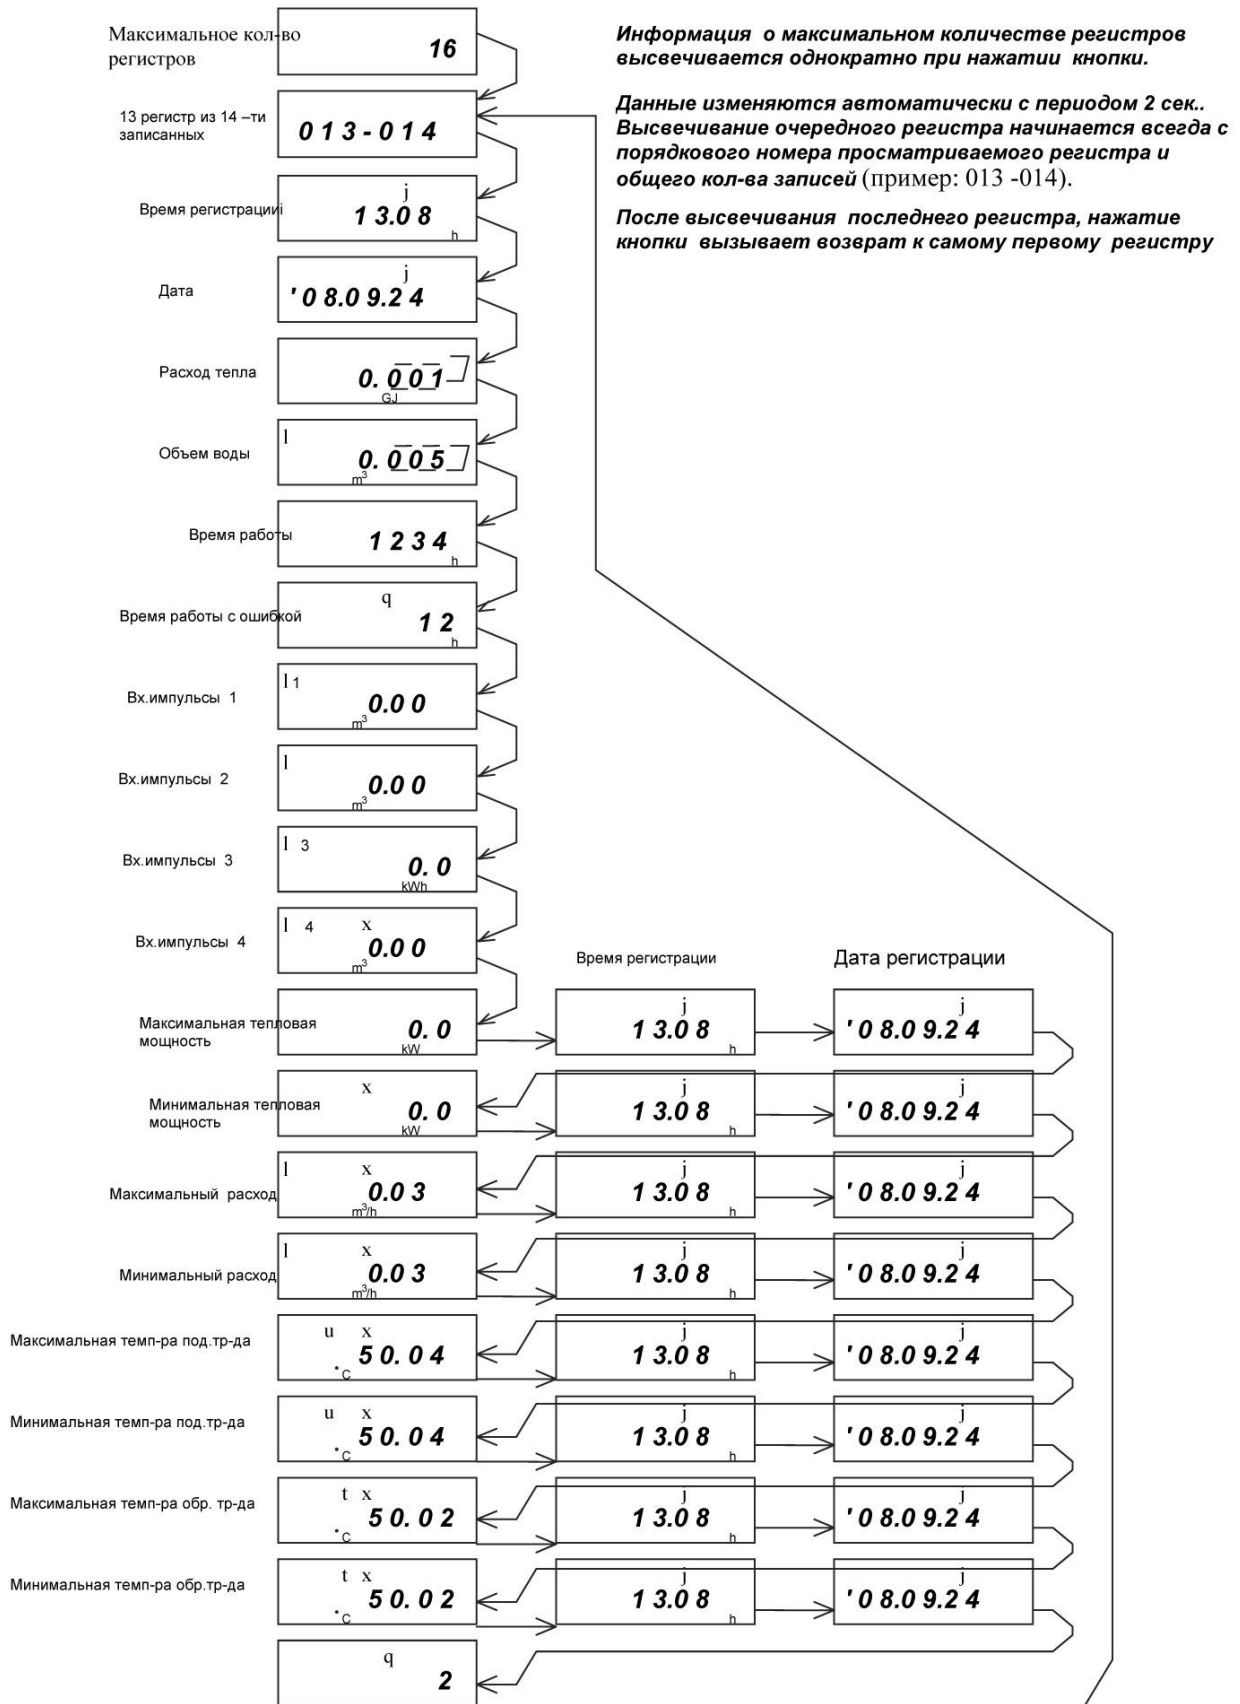 Максимальное кол-во
регистров
16
Информация о максимальном количестве регистров
высвечивается однократно при нажатии кнопки.
13 регистр из 14 –ти
записанных
013-014
Данные изменяются автоматически с периодом 2 сек..
Высвечивание очередного регистра начинается всегда с
порядкового номера просматриваемого регистра и
общего кол-ва записей (пример: 013 -014).
После высвечивания последнего регистра, нажатие
кнопки вызывает возврат к самому первому регистру
Время регистрацииi
j
13.08
h
Дата
j
'08.09.24
Расход тепла
0.001
GJ
Объем воды
l
0.005
m³
Время работы
1234
h
Время работы с ошибкой
q
12
h
Вх.импульсы 1
l 1
0.00
m³
Вх.импульсы 2
l
0.00
m³
Вх.импульсы 3
l 3
0.0
kWh
Вх.импульсы 4
l 4 x
0.00
m³
Время регистрации
Дата регистрации
Максимальная тепловая
мощность
0.0
kW
j
13.08
h
j
'08.09.24
Минимальная тепловая
мощность
x
0.0
kW
j
13.08
h
j
'08.09.24
Максимальный расход
l x
0.03
m³/h
j
13.08
h
j
'08.09.24
Минимальный расход
l x
0.03
m³/h
j
13.08
h
j
'08.09.24
Максимальная темп-ра под.тр-да
u x
50.04
°C
j
13.08
h
j
'08.09.24
Минимальная темп-ра под.тр-да
u x
50.04
°C
j
13.08
h
j
'08.09.24
Максимальная темп-ра обр. тр-да
t x
50.02
°C
j
13.08
h
j
'08.09.24
Минимальная темп-ра обр.тр-да
t x
50.02
°C
j
13.08
h
j
'08.09.24
q
2